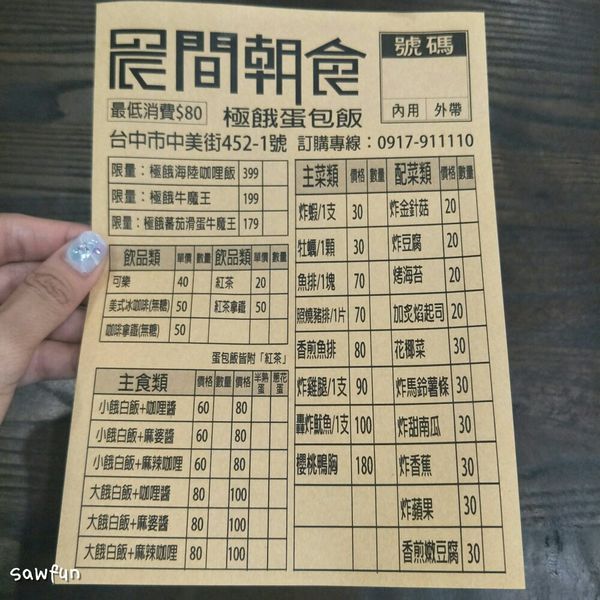 晨間朝食
號碼
內用 外帶
最低消費$80
極餓蛋包飯
台中市中美街452-1號 訂購專線：0917-911110
限量：極餓海陸咖哩飯 399
限量：極餓牛魔王 199
限量：極餓蕃茄滑蛋牛魔王 179
飲品類 單價 數量 飲品類 單價 數量
可樂 40 紅茶 20
美式冰咖啡(無糖) 50 紅茶拿鐵 50
咖啡拿鐵(無糖) 50
蛋包飯皆附「紅茶」
主食類 價格 數量 價格 半熟蛋 蔥花蛋
小餓白飯+咖哩醬 60 80
小餓白飯+麻婆醬 60 80
小餓白飯+麻辣咖哩 60 80
大餓白飯+咖哩醬 80 100
大餓白飯+麻婆醬 80 100
大餓白飯+麻辣咖哩 80 100
主菜類 價格 數量 配菜類 價格 數量
炸蝦/1支 30 炸金針菇 20
牡蠣/1顆 30 炸豆腐 20
魚排/1塊 70 烤海苔 20
照燒豬排/1片 70 加炙焰起司 20
香煎魚排 80 花椰菜 30
炸雞腿/1支 90 炸馬鈴薯條 30
轟炸魷魚/1支 100 炸甜南瓜 30
櫻桃鴨胸 180 炸香蕉 30
炸蘋果 30
香煎嫩豆腐 30
sawfun